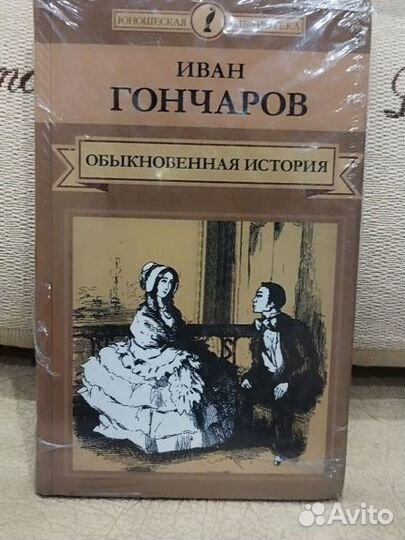 ЮНОШЕСКАЯ БИБЛИОТЕКА
ИВАН
ГОНЧАРОВ
ОБЫКНОВЕННАЯ ИСТОРИЯ
Avito